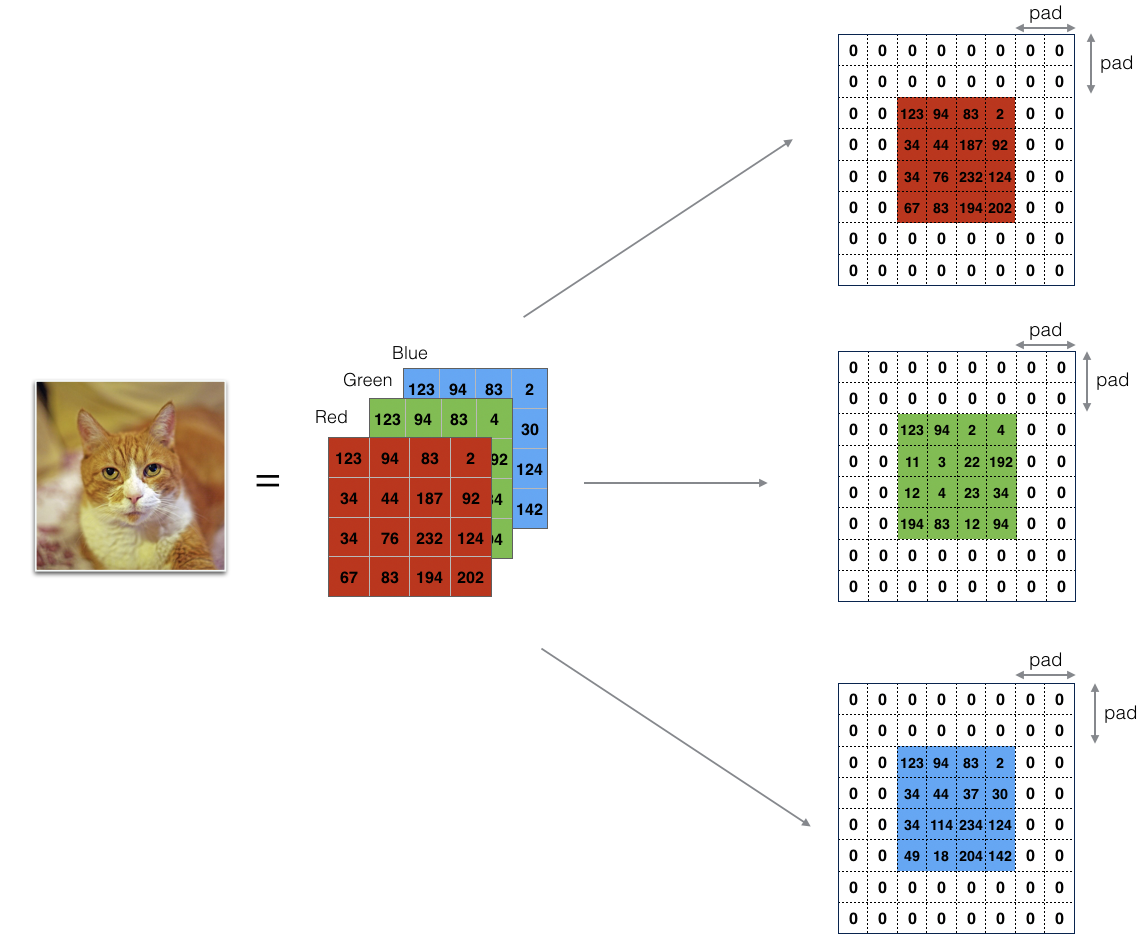 pad
pad
0 0 0 0 0 0 0 0
0 0 0 0 0 0 0 0
0 0 123 94 83 2 0 0
0 0 34 44 187 92 0 0
0 0 34 76 232 124 0 0
0 0 67 83 194 202 0 0
0 0 0 0 0 0 0 0
0 0 0 0 0 0 0 0
Blue
123 94 83 2
30
124
142
Green
123 94 83 4
92
34
94
Red
123 94 83 2
34 44 187 92
34 76 232 124
67 83 194 202
=
pad
pad
0 0 0 0 0 0 0 0
0 0 0 0 0 0 0 0
0 0 123 94 2 4 0 0
0 0 11 3 22 192 0 0
0 0 12 4 23 34 0 0
0 0 194 83 12 94 0 0
0 0 0 0 0 0 0 0
0 0 0 0 0 0 0 0
pad
pad
0 0 0 0 0 0 0 0
0 0 0 0 0 0 0 0
0 0 123 94 83 2 0 0
0 0 34 44 37 30 0 0
0 0 34 114 234 124 0 0
0 0 49 18 204 142 0 0
0 0 0 0 0 0 0 0
0 0 0 0 0 0 0 0